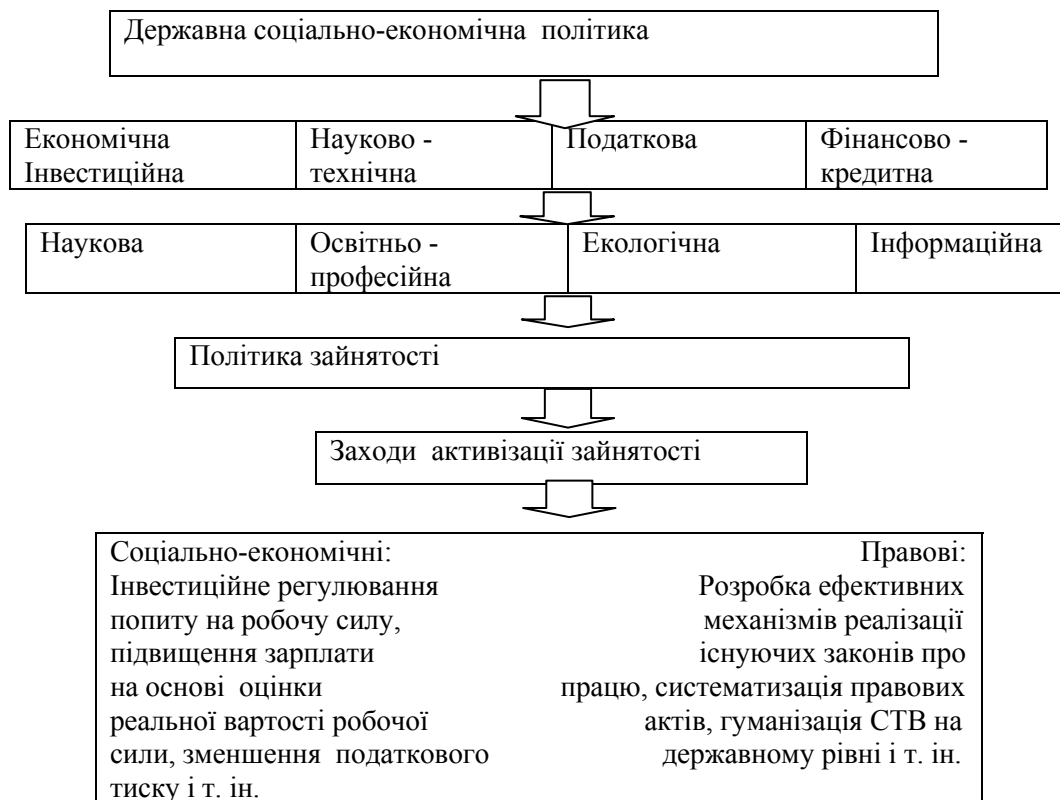 Державна соціально-економічна політика
Економічна Інвестиційна
Науково - технічна
Податкова
Фінансово - кредитна
Наукова
Освітньо - професійна
Екологічна
Інформаційна
Політика зайнятості
Заходи активізації зайнятості
Соціально-економічні:
Інвестиційне регулювання
попиту на робочу силу,
підвищення зарплати
на основі оцінки
реальної вартості робочої
сили, зменшення податкового
тиску і т. ін.
Правові:
Розробка ефективних
механізмів реалізації
існуючих законів про
працю, систематизація правових
актів, гуманізація СТВ на
державному рівні і т. ін.